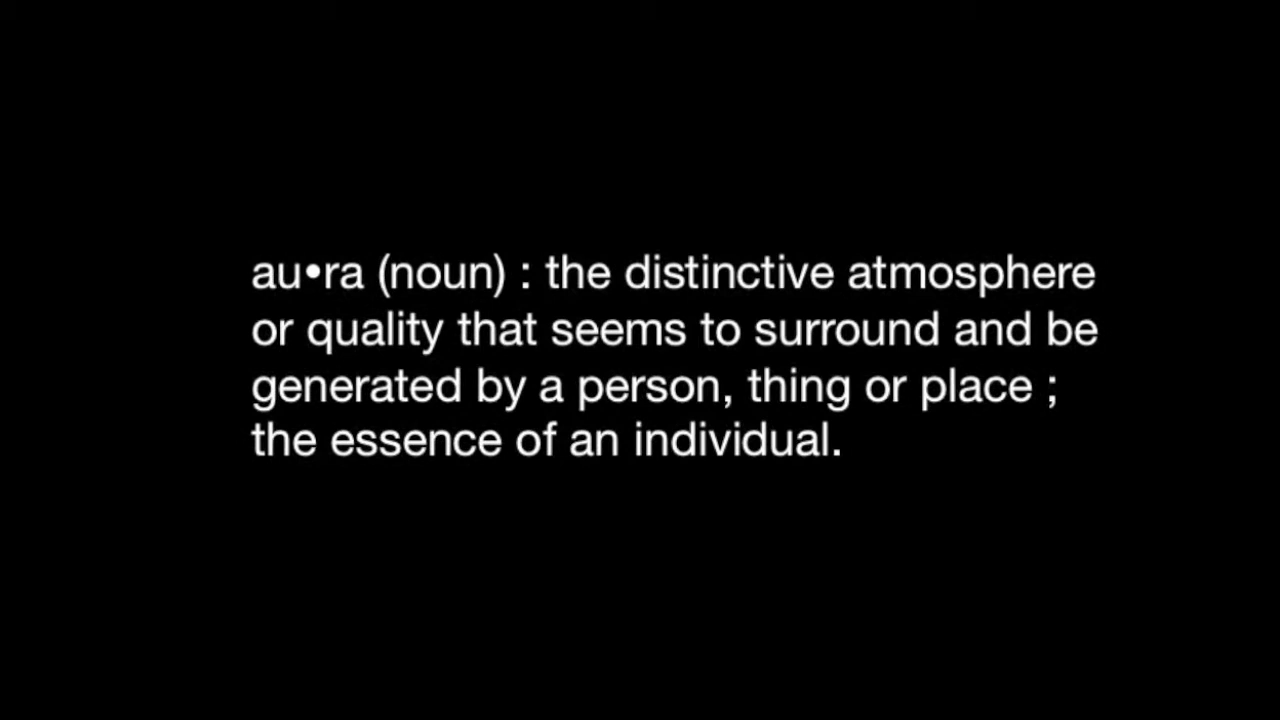 au•ra (noun) : the distinctive atmosphere
or quality that seems to surround and be
generated by a person, thing or place ;
the essence of an individual.